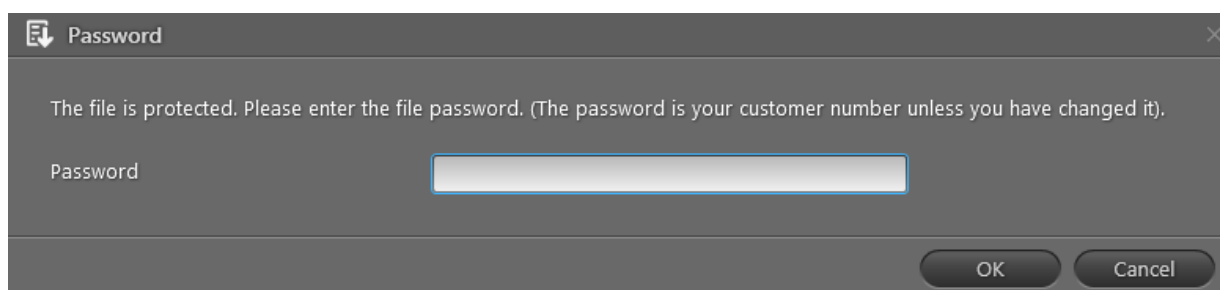 Password
The file is protected. Please enter the file password. (The password is your customer number unless you have changed it).
Password
OK
Cancel